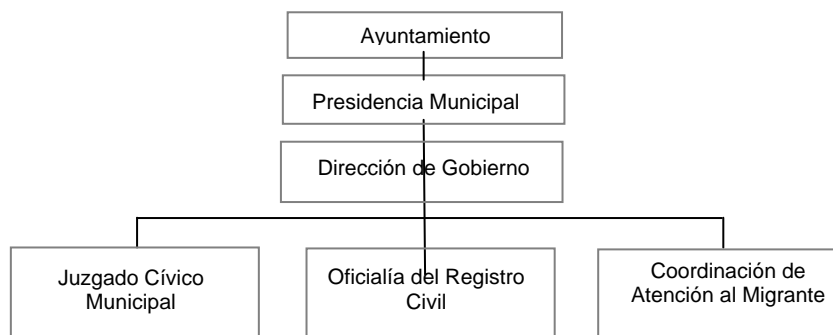 Ayuntamiento
Presidencia Municipal
Dirección de Gobierno
Juzgado Cívico
Municipal
Oficialía del Registro
Civil
Coordinación de
Atención al Migrante